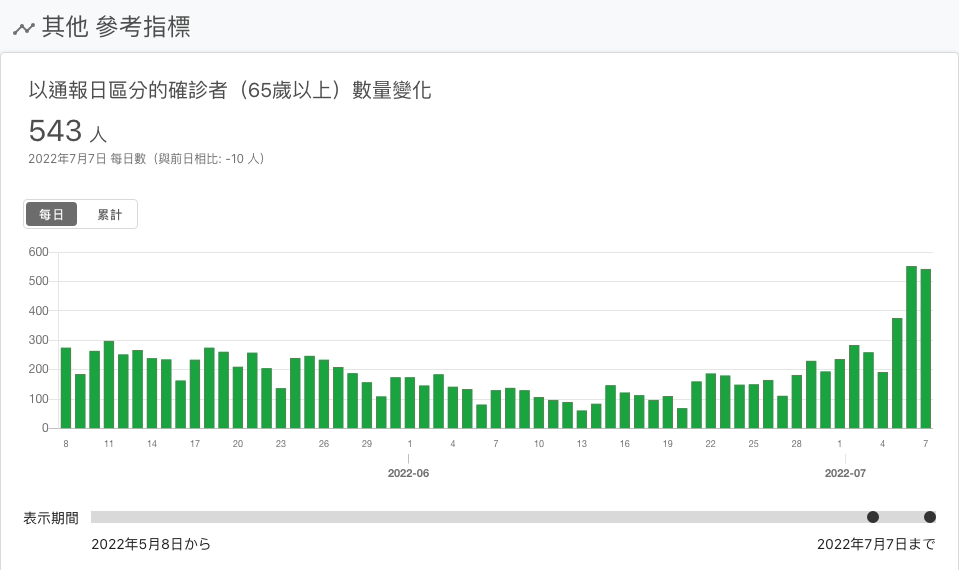 其他 參考指標
以通報日區分的確診者（65歲以上）數量變化
543 人
2022年7月7日 每日數（與前日相比: -10 人）
每日 累計
600
500
400
300
200
100
0
8 11 14 17 20 23 26 29 1 4 7 10 13 16 19 22 25 28 1 4 7
2022-06 2022-07
表示期間
2022年5月8日から 2022年7月7日まで